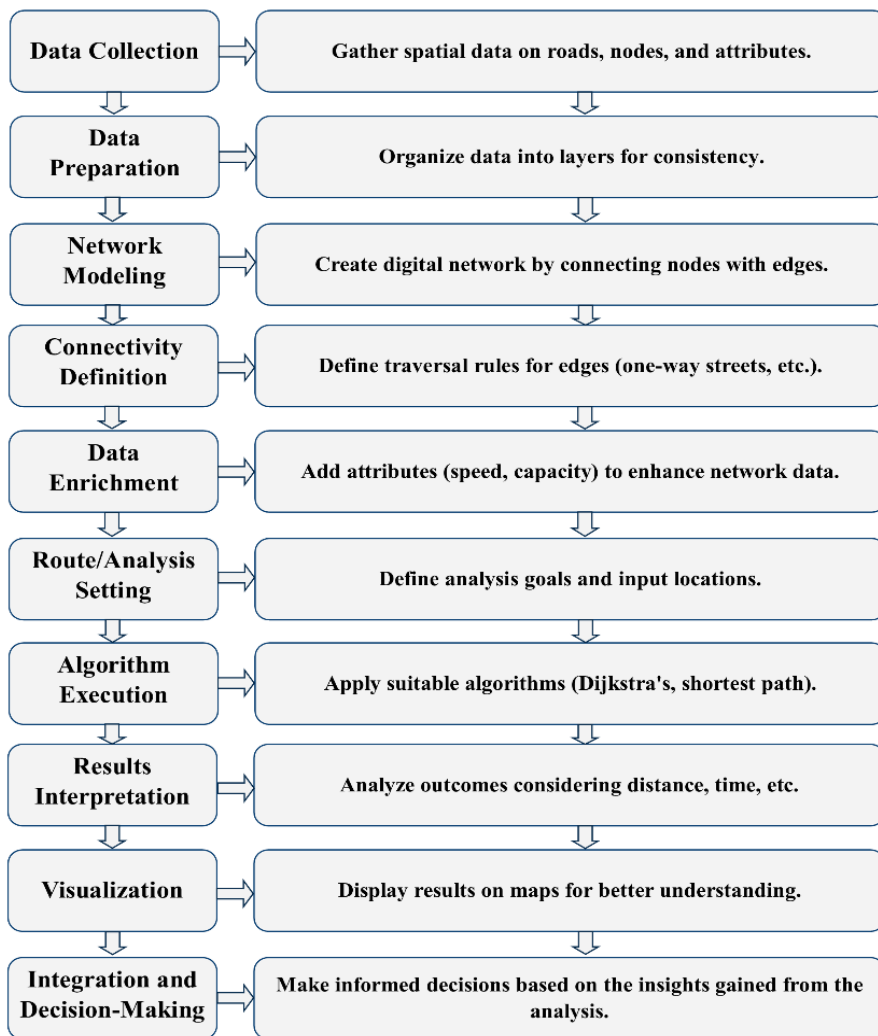 Data Collection
Gather spatial data on roads, nodes, and attributes.
Data
Preparation
Organize data into layers for consistency.
Network
Modeling
Create digital network by connecting nodes with edges.
Connectivity
Definition
Define traversal rules for edges (one-way streets, etc.).
Data
Enrichment
Add attributes (speed, capacity) to enhance network data.
Route/Analysis
Setting
Define analysis goals and input locations.
Algorithm
Execution
Apply suitable algorithms (Dijkstra's, shortest path).
Results
Interpretation
Analyze outcomes considering distance, time, etc.
Visualization
Display results on maps for better understanding.
Integration and
Decision-Making
Make informed decisions based on the insights gained from the
analysis.